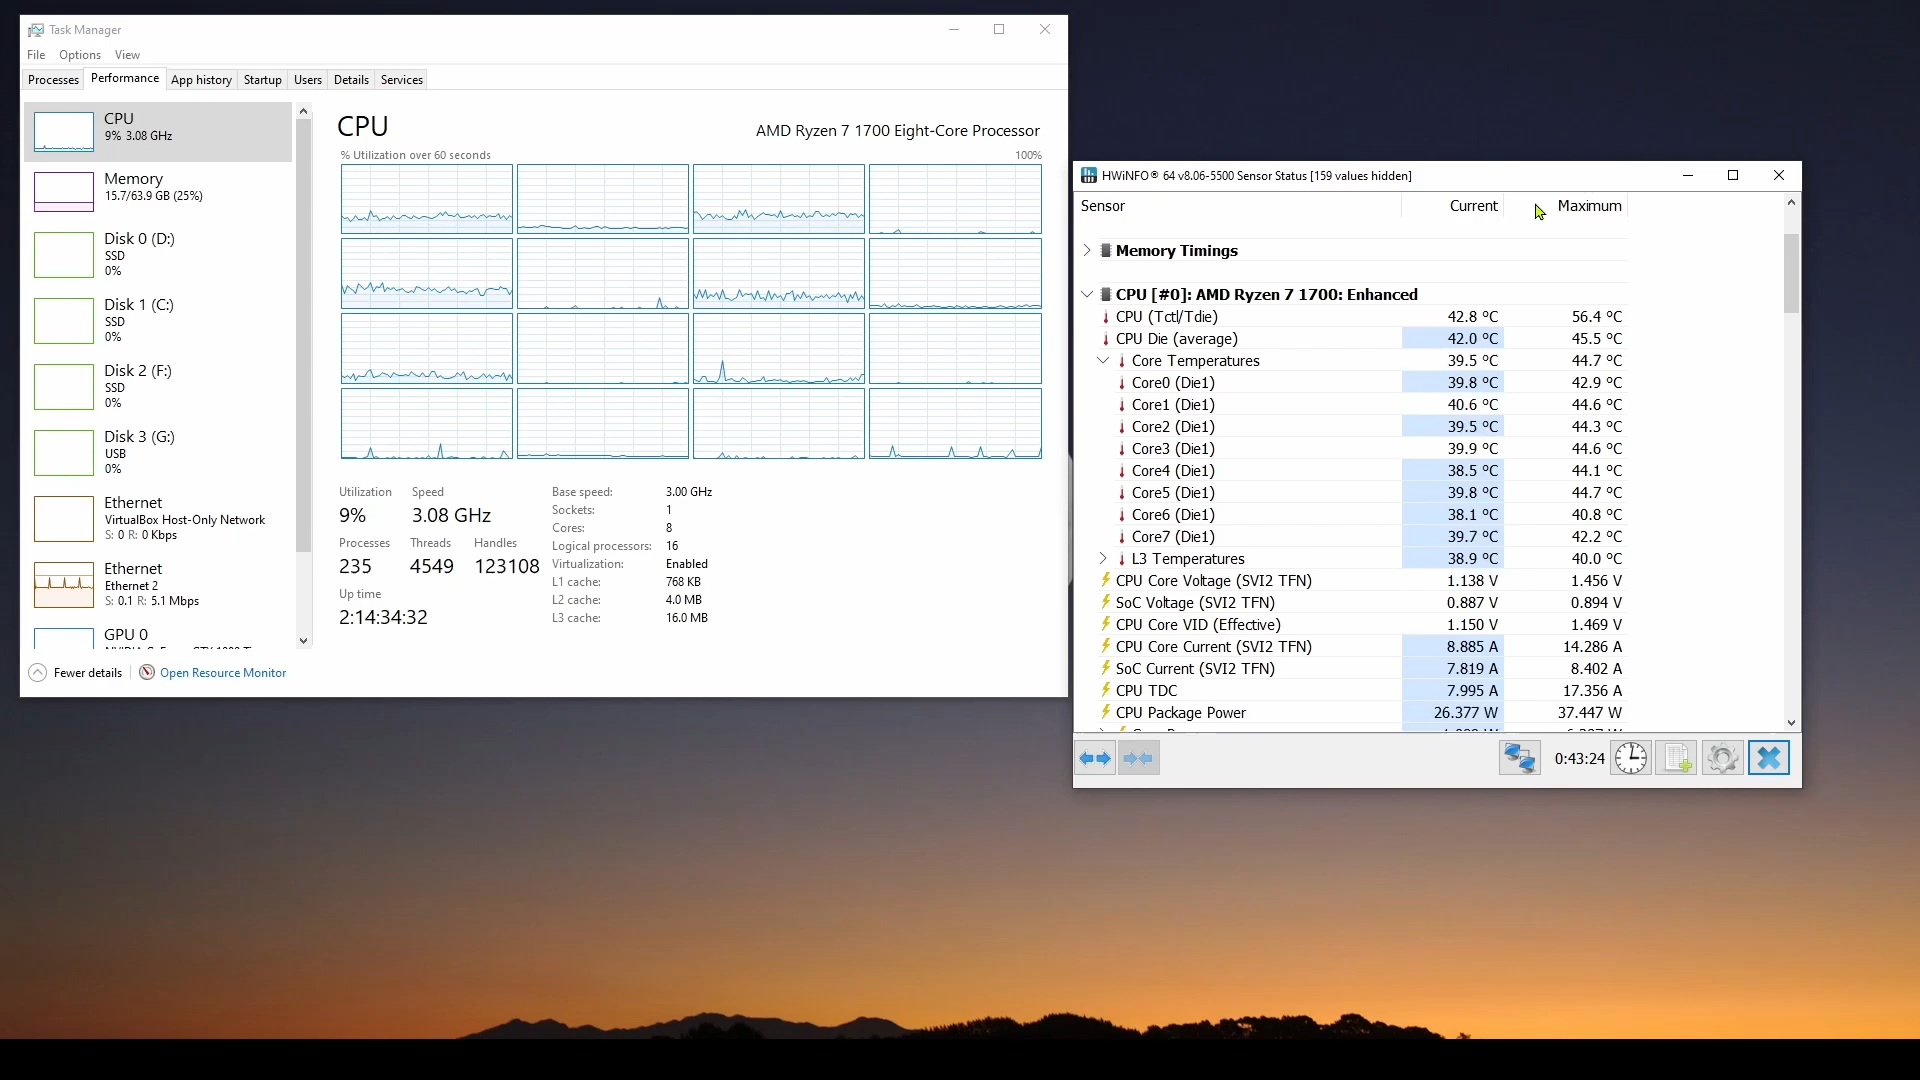 Task Manager
File Options View
Processes Performance App history Startup Users Details Services
CPU
9% 3.08 GHz
Memory
15.7/63.9 GB (25%)
Disk 0 (D:)
SSD
0%
Disk 1 (C:)
SSD
0%
Disk 2 (F:)
SSD
0%
Disk 3 (G:)
USB
0%
Ethernet
VirtualBox Host-Only Network
S: 0 R: 0 Kbps
Ethernet
Ethernet 2
S: 0.1 R: 5.1 Mbps
GPU 0
CPU AMD Ryzen 7 1700 Eight-Core Processor
% Utilization over 60 seconds 100%
Utilization Speed
9% 3.08 GHz
Processes Threads Handles
235 4549 123108
Up time
2:14:34:32
Base speed: 3.00 GHz
Sockets: 1
Cores: 8
Logical processors: 16
Virtualization: Enabled
L1 cache: 768 KB
L2 cache: 4.0 MB
L3 cache: 16.0 MB
Fewer details Open Resource Monitor
HWiNFO® 64 v8.06-5500 Sensor Status [159 values hidden]
Sensor Current Maximum
Memory Timings
CPU [#0]: AMD Ryzen 7 1700: Enhanced
CPU (Tctl/Tdie) 42.8 °C 56.4 °C
CPU Die (average) 42.0 °C 45.5 °C
Core Temperatures 39.5 °C 44.7 °C
Core0 (Die1) 39.8 °C 42.9 °C
Core1 (Die1) 40.6 °C 44.6 °C
Core2 (Die1) 39.5 °C 44.3 °C
Core3 (Die1) 39.9 °C 44.6 °C
Core4 (Die1) 38.5 °C 44.1 °C
Core5 (Die1) 39.8 °C 44.7 °C
Core6 (Die1) 38.1 °C 40.8 °C
Core7 (Die1) 39.7 °C 42.2 °C
L3 Temperatures 38.9 °C 40.0 °C
CPU Core Voltage (SVI2 TFN) 1.138 V 1.456 V
SoC Voltage (SVI2 TFN) 0.887 V 0.894 V
CPU Core VID (Effective) 1.150 V 1.469 V
CPU Core Current (SVI2 TFN) 8.885 A 14.286 A
SoC Current (SVI2 TFN) 7.819 A 8.402 A
CPU TDC 7.995 A 17.356 A
CPU Package Power 26.377 W 37.447 W
0:43:24